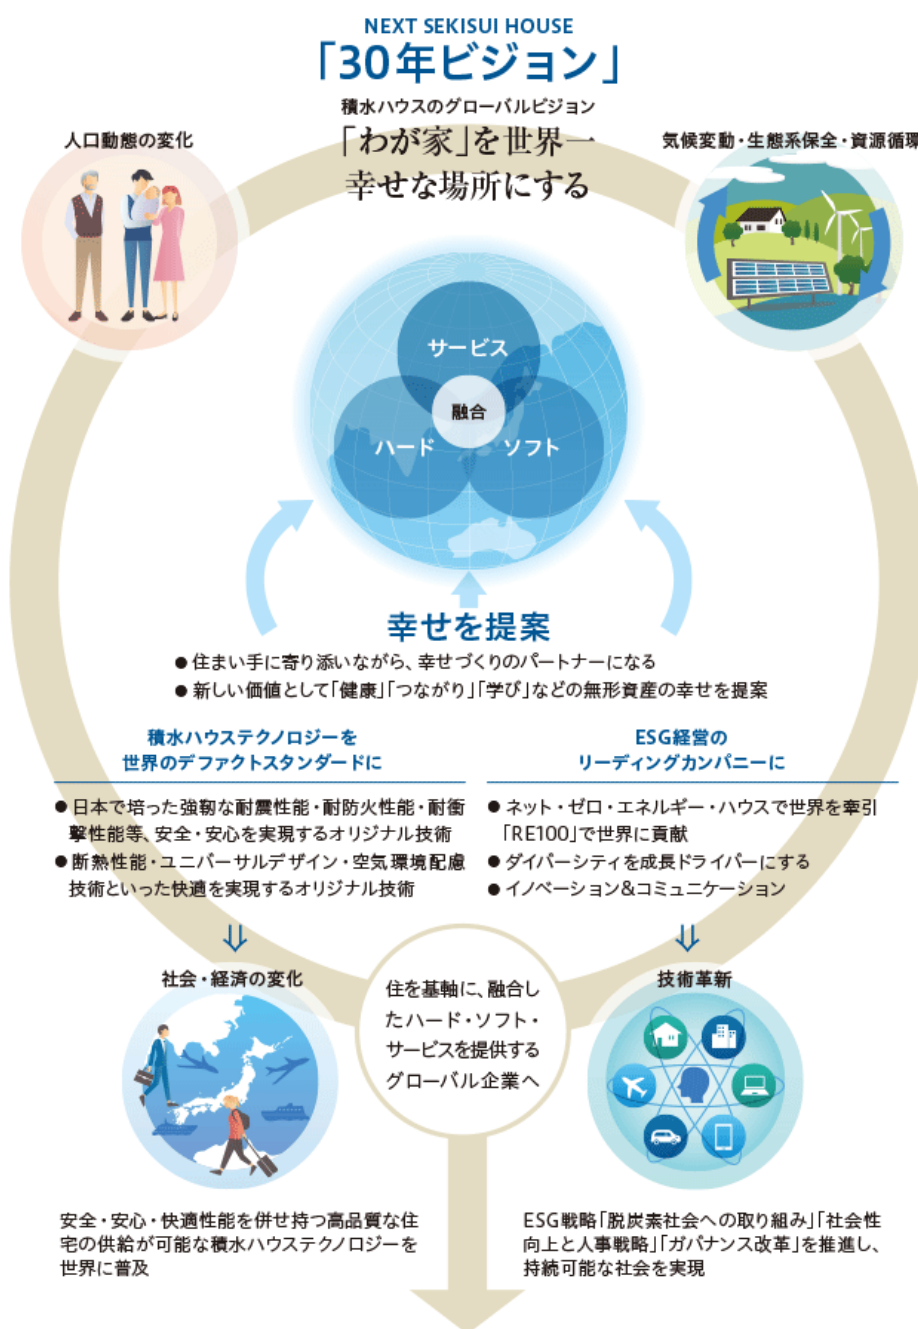 NEXT SEKISUI HOUSE
「30年ビジョン」
積水ハウスのグローバルビジョン
「わが家」を世界一
幸せな場所にする
人口動態の変化
気候変動・生態系保全・資源循環
サービス
融合
ハード
ソフト
幸せを提案
● 住まい手に寄り添いながら、幸せづくりのパートナーになる
● 新しい価値として「健康」「つながり」「学び」などの無形資産の幸せを提案
積水ハウステクノロジーを
世界のデファクトスタンダードに
● 日本で培った強靭な耐震性能・耐防火性能・耐衝
撃性能等、安全・安心を実現するオリジナル技術
● 断熱性能・ユニバーサルデザイン・空気環境配慮
技術といった快適を実現するオリジナル技術
ESG経営の
リーディングカンパニーに
● ネット・ゼロ・エネルギー・ハウスで世界を牽引
「RE100」で世界に貢献
● ダイバーシティを成長ドライバーにする
● イノベーション&コミュニケーション
社会・経済の変化
住を基軸に、融合し
たハード・ソフト・
サービスを提供する
グローバル企業へ
技術革新
安全・安心・快適性能を併せ持つ高品質な住
宅の供給が可能な積水ハウステクノロジーを
世界に普及
ESG戦略「脱炭素社会への取り組み」「社会性
向上と人事戦略」「ガバナンス改革」を推進し、
持続可能な社会を実現